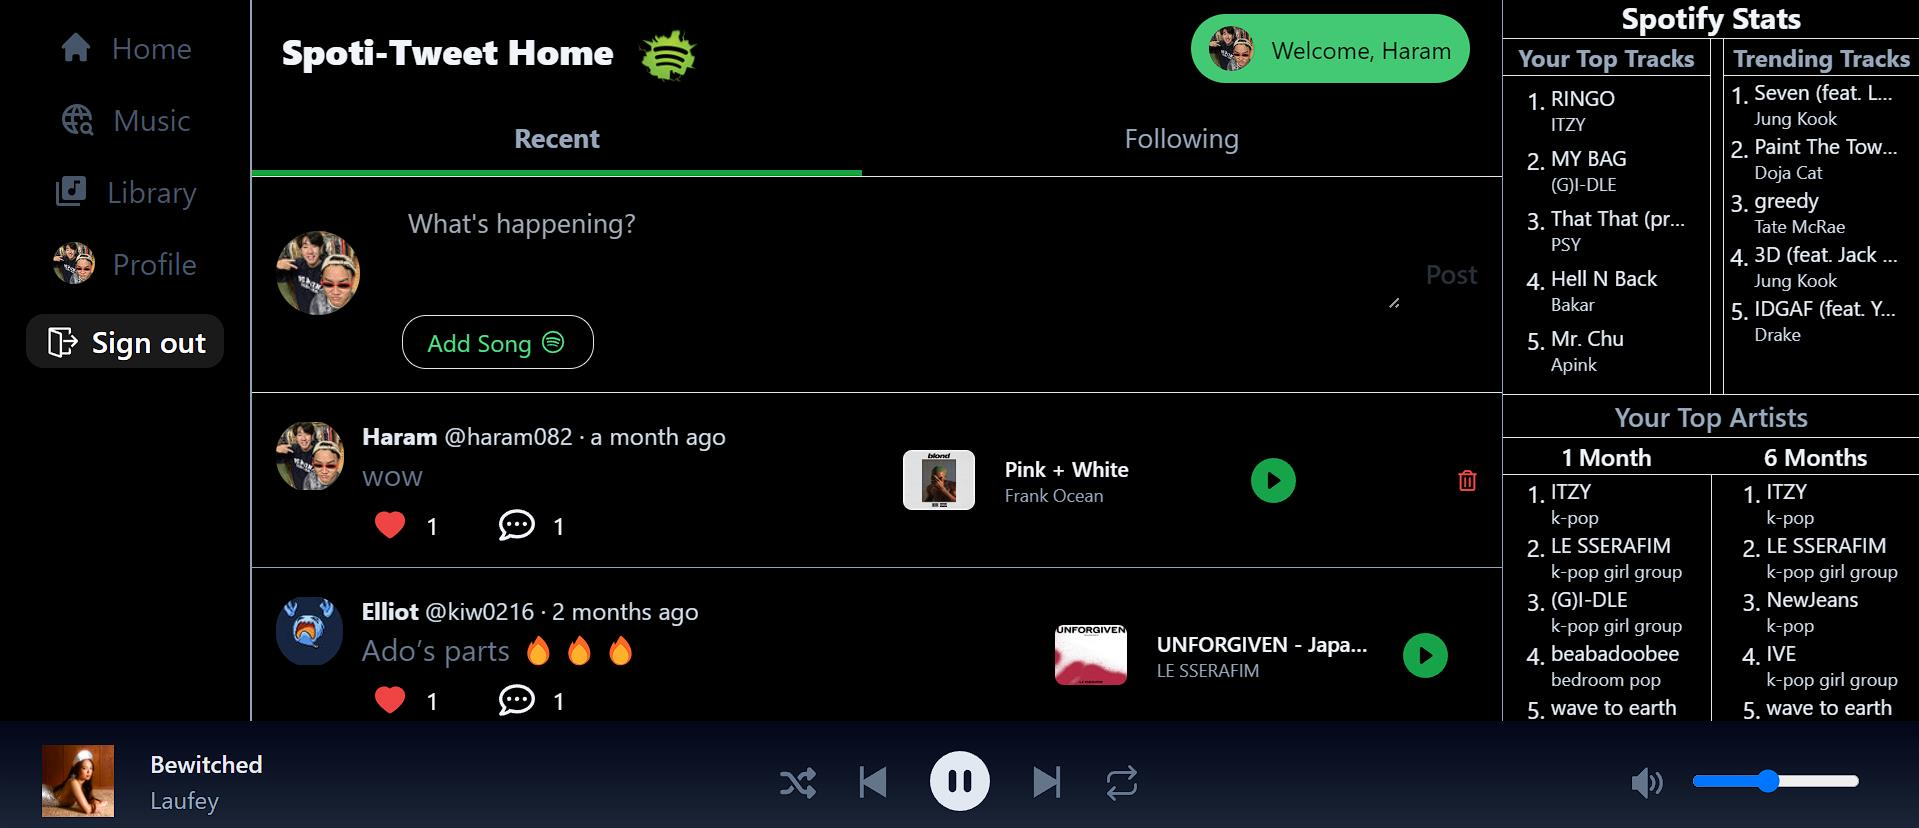 Home
Music
Library
Profile
Sign out
Spoti-Tweet Home
Welcome, Haram
Recent
Following
What's happening?
Post
Add Song
Haram @haram082 · a month ago
wow
1
1
blond
Pink + White
Frank Ocean
Elliot @kiw0216 · 2 months ago
Ado’s parts 🔥 🔥 🔥
1
1
UNFORGIVEN
LE SSERAFIM
UNFORGIVEN - Japa...
LE SSERAFIM
Spotify Stats
Your Top Tracks
1. RINGO
ITZY
2. MY BAG
(G)I-DLE
3. That That (pr...
PSY
4. Hell N Back
Bakar
5. Mr. Chu
Apink
Trending Tracks
1. Seven (feat. L...
Jung Kook
2. Paint The Tow...
Doja Cat
3. greedy
Tate McRae
4. 3D (feat. Jack ...
Jung Kook
5. IDGAF (feat. Y...
Drake
Your Top Artists
1 Month
1. ITZY
k-pop
2. LE SSERAFIM
k-pop girl group
3. (G)I-DLE
k-pop girl group
4. beabadoobee
bedroom pop
5. wave to earth
6 Months
1. ITZY
k-pop
2. LE SSERAFIM
k-pop girl group
3. NewJeans
k-pop
4. IVE
k-pop girl group
5. wave to earth
Bewitched
Laufey